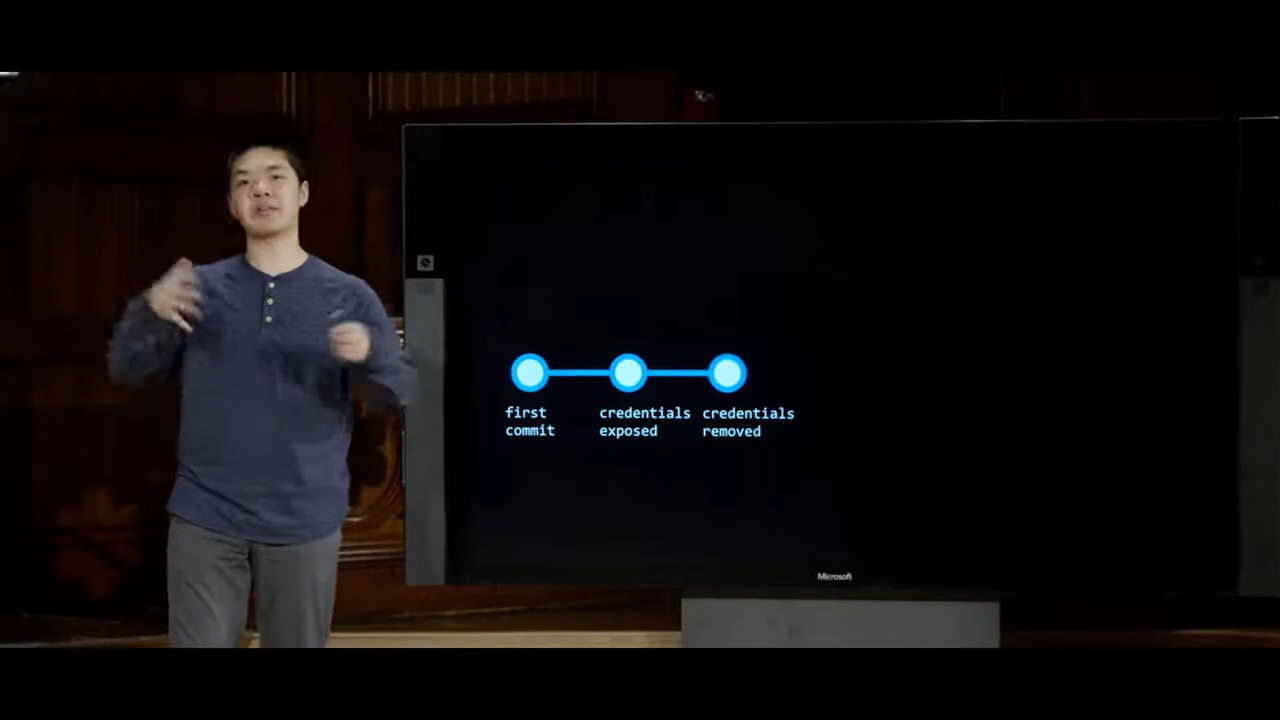 first
commit
credentials
exposed
credentials
removed
Microsoft